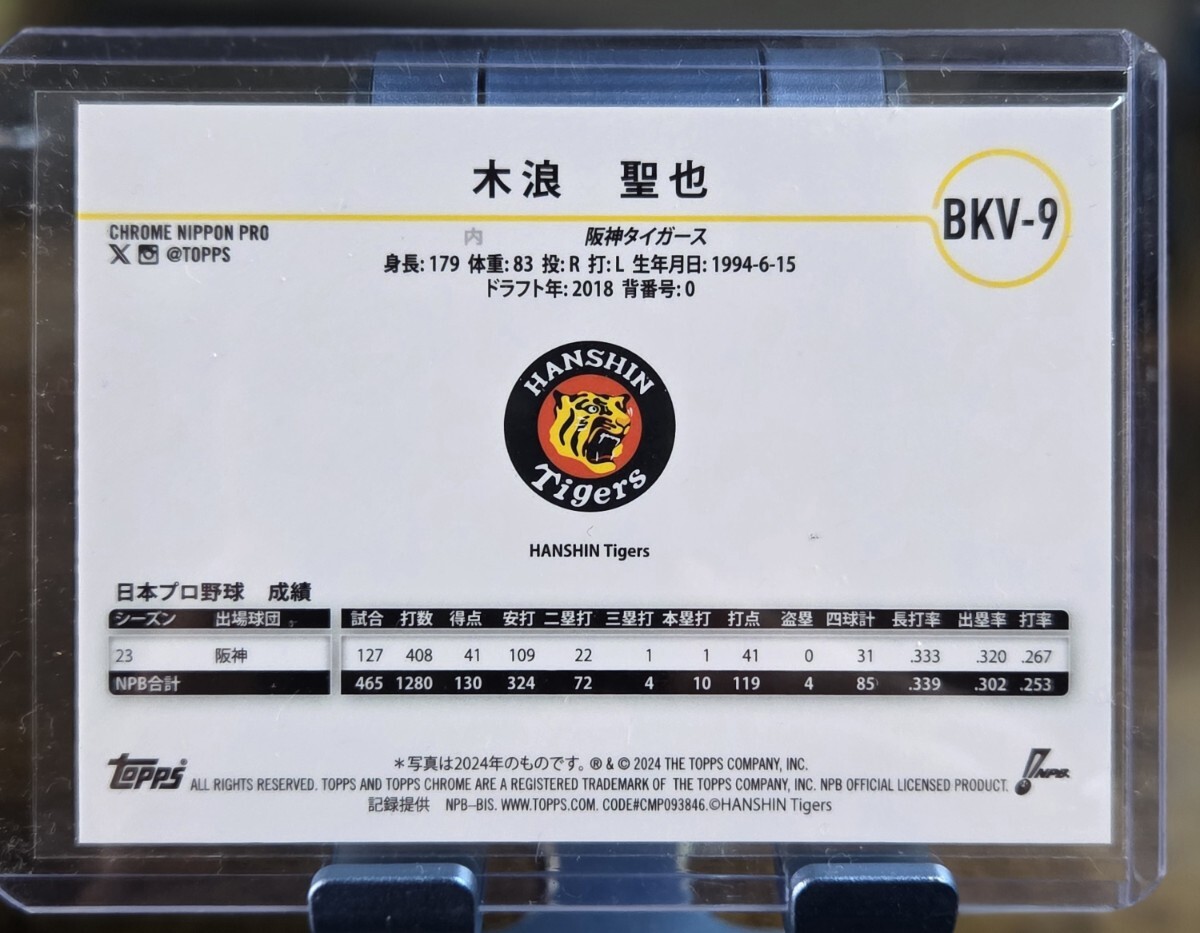 木浪 聖也
BKV-9
CHROME NIPPON PRO
@TOPPS
内 阪神タイガース
身長: 179 体重: 83 投: R 打: L 生年月日: 1994-6-15
ドラフト年: 2018 背番号: 0
HANSHIN
Tigers
HANSHIN Tigers
日本プロ野球 成績
シーズン 出場球団 試合 打数 得点 安打 二塁打 三塁打 本塁打 打点 盗塁 四球計 長打率 出塁率 打率
23 阪神 127 408 41 109 22 1 1 41 0 31 .333 .320 .267
NPB合計 465 1280 130 324 72 4 10 119 4 85 .339 .302 .253
topps
＊写真は2024年のものです。® & © 2024 THE TOPPS COMPANY, INC.
ALL RIGHTS RESERVED. TOPPS AND TOPPS CHROME ARE A REGISTERED TRADEMARK OF THE TOPPS COMPANY, INC. NPB OFFICIAL LICENSED PRODUCT.
記録提供 NPB-BIS. WWW.TOPPS.COM. CODE#CMP093846.©HANSHIN Tigers
NPB